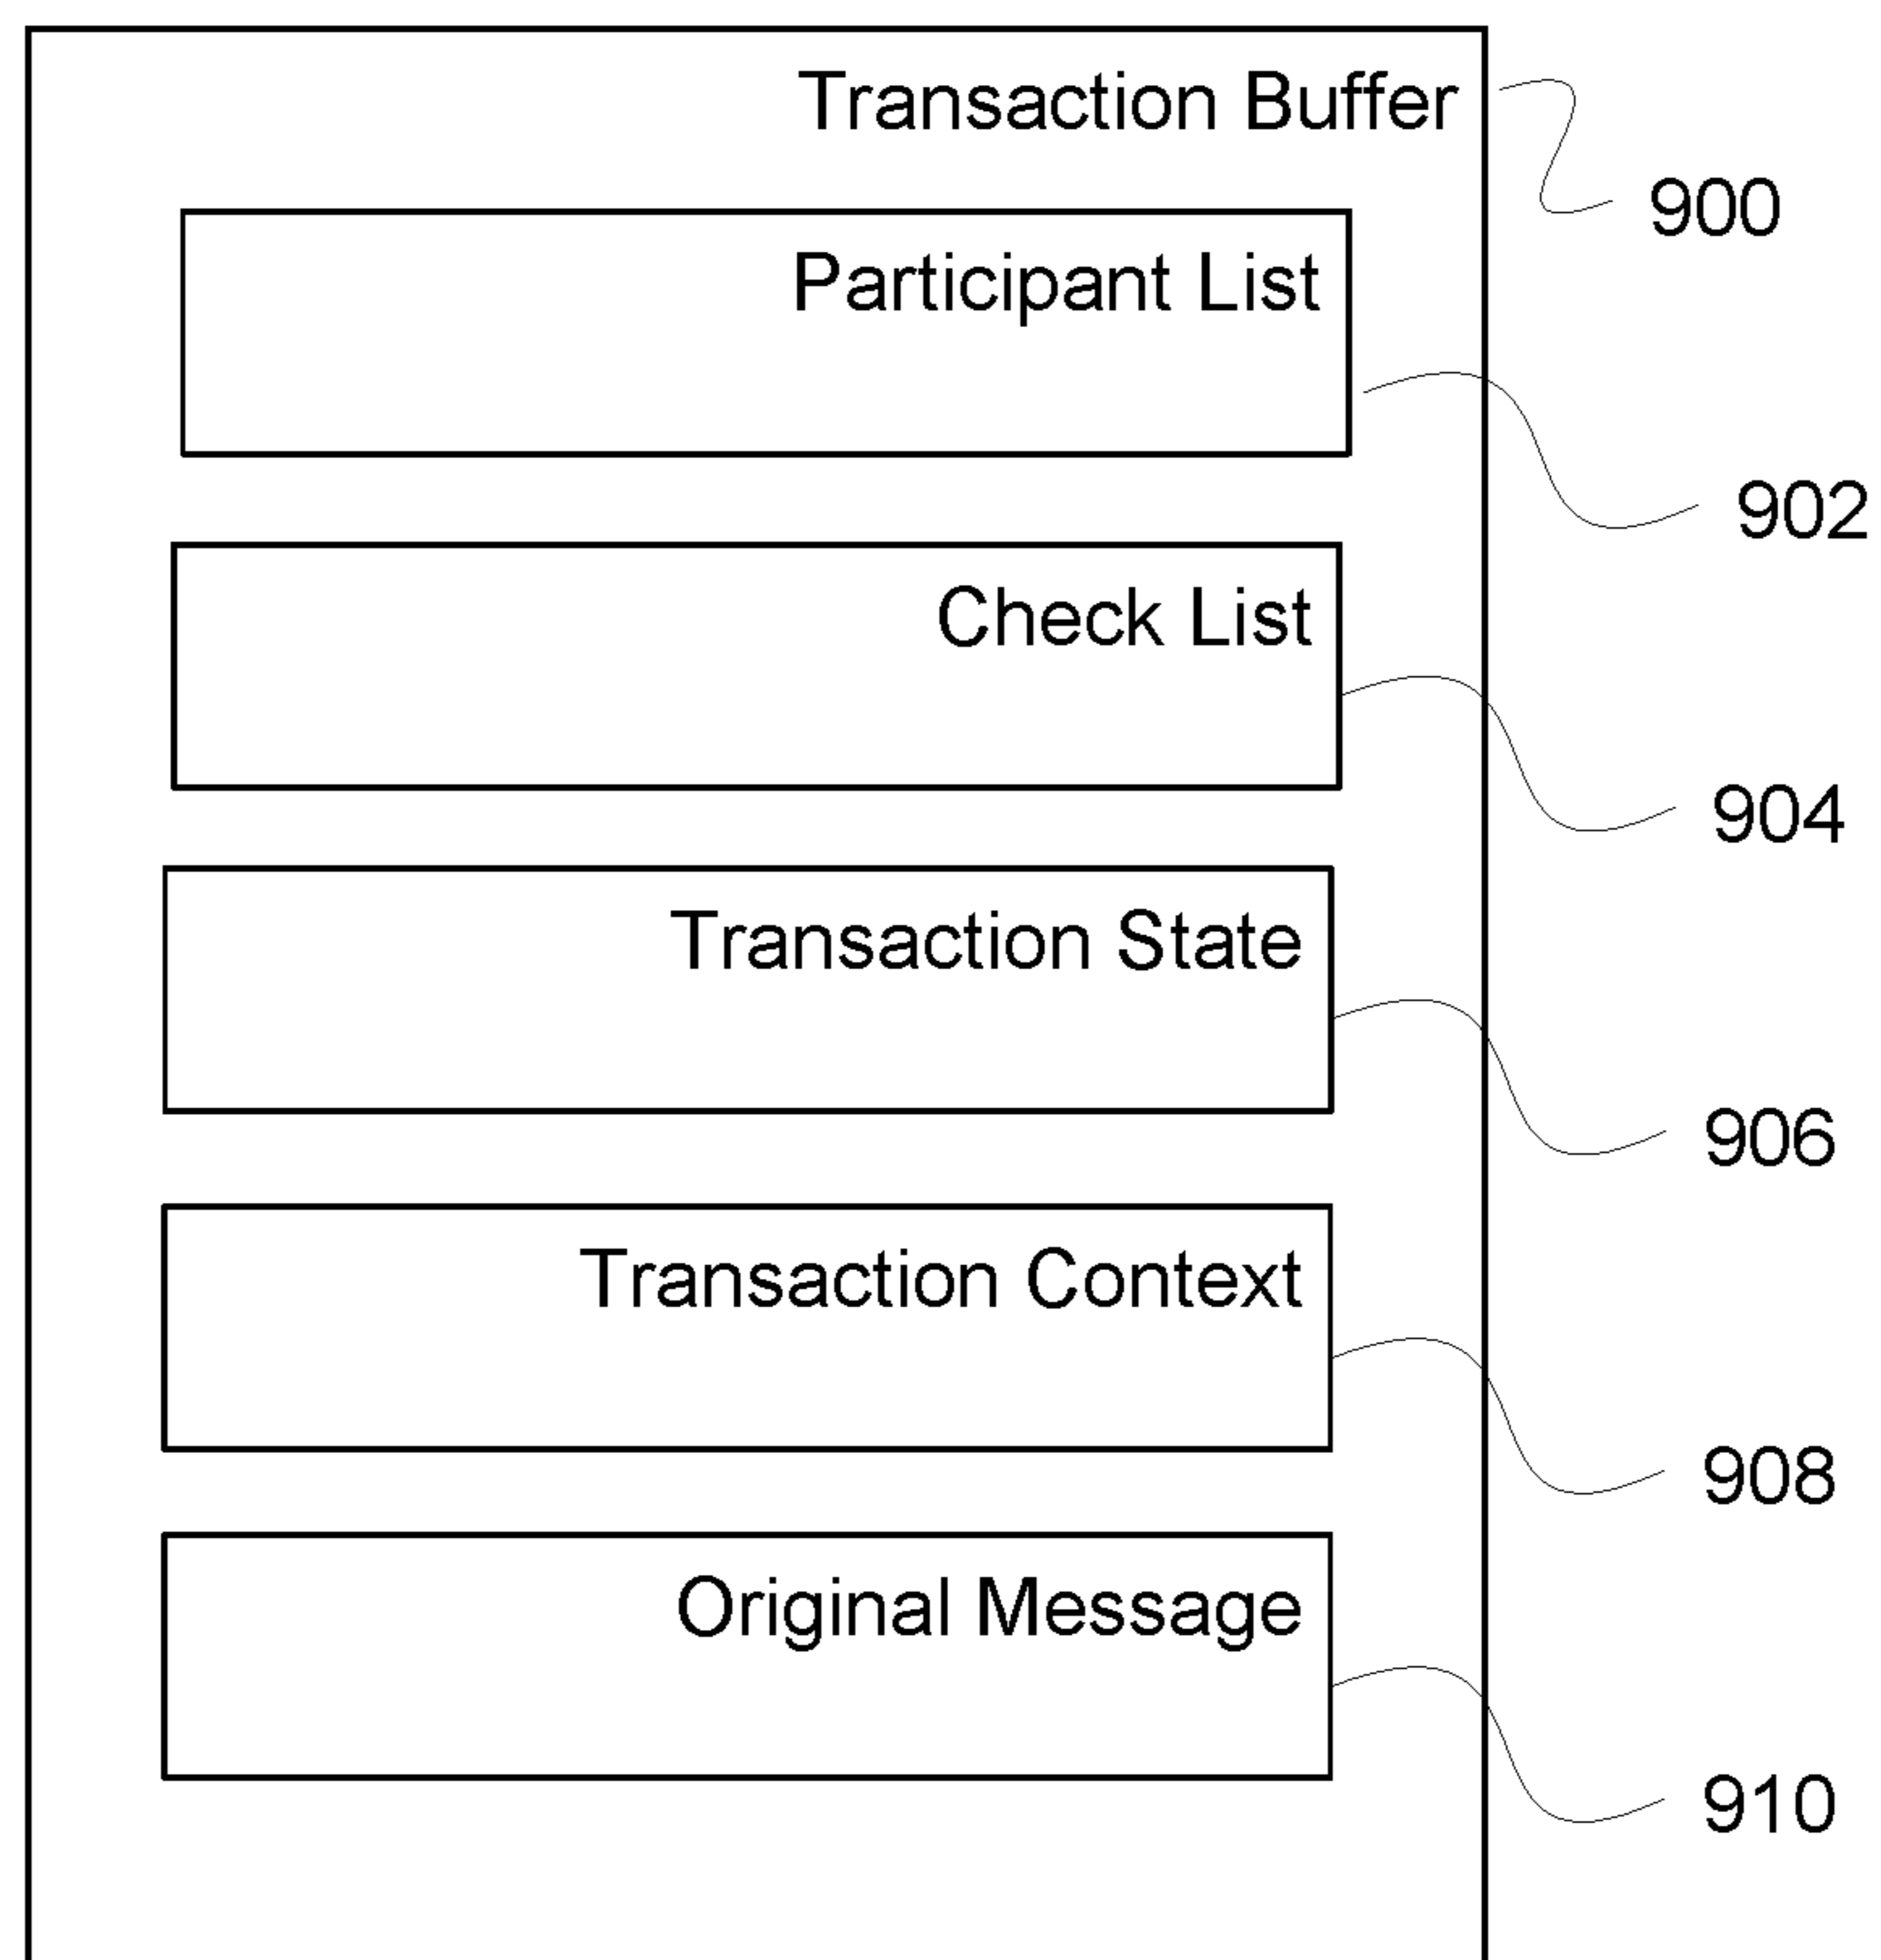 Transaction Buffer
900
Participant List
902
Check List
904
Transaction State
906
Transaction Context
908
Original Message
910